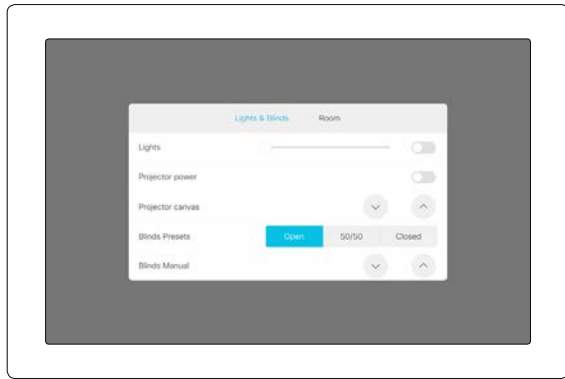 Lights & Blinds Room
Lights
Projector power
Projector canvas
Blinds Presets Open 50/50 Closed
Blinds Manual